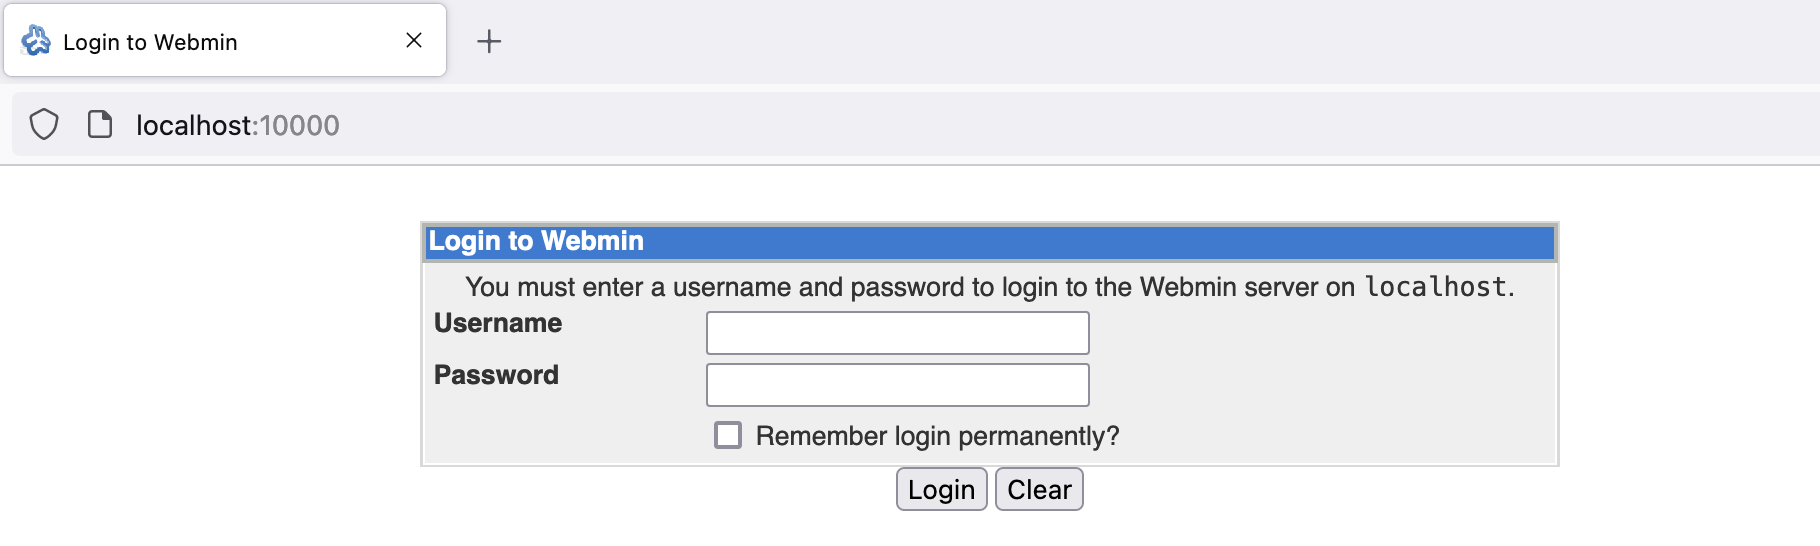 Login to Webmin
localhost:10000
Login to Webmin
You must enter a username and password to login to the Webmin server on localhost.
Username
Password
Remember login permanently?
Login Clear